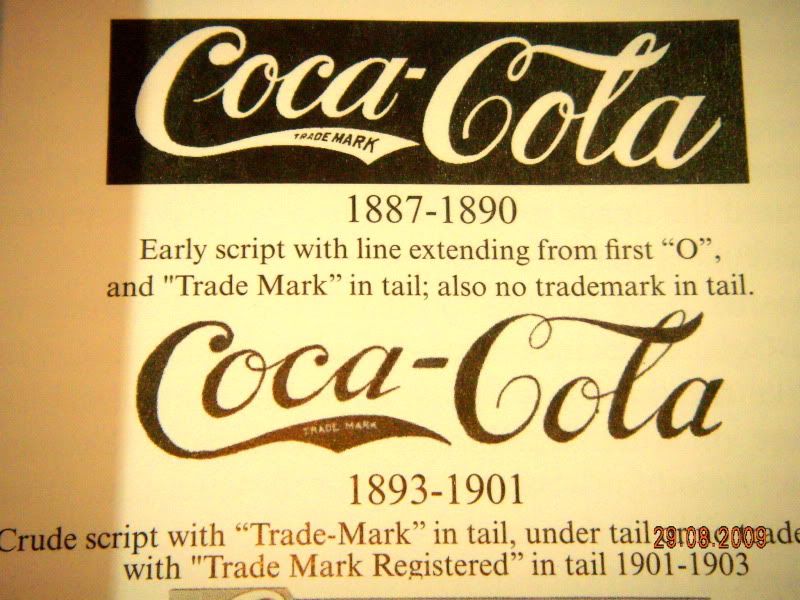 Coca-Cola
TRADE MARK
1887-1890
Early script with line extending from first “O”,
and "Trade Mark” in tail; also no trademark in tail.
Coca-Cola
TRADE MARK
1893-1901
Crude script with “Trade-Mark” in tail, under tail
29.08.2009
with "Trade Mark Registered” in tail 1901-1903